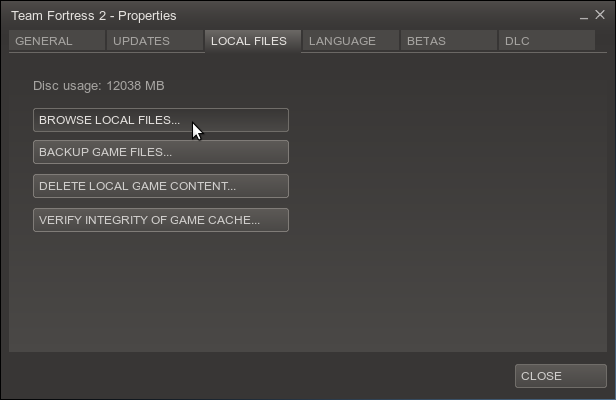 Team Fortress 2 - Properties
GENERAL UPDATES LOCAL FILES LANGUAGE BETAS DLC
Disc usage: 12038 MB
BROWSE LOCAL FILES...
BACKUP GAME FILES...
DELETE LOCAL GAME CONTENT...
VERIFY INTEGRITY OF GAME CACHE...
CLOSE